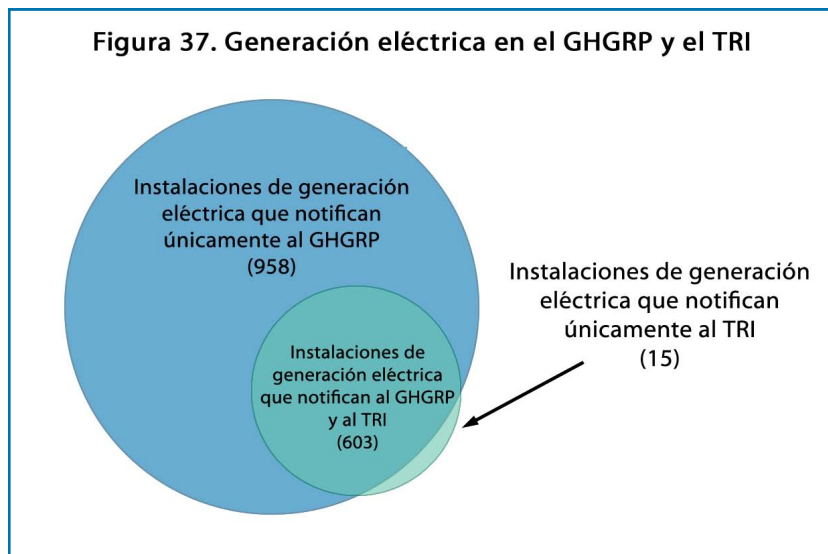 Figura 37. Generación eléctrica en el GHGRP y el TRI
Instalaciones de generación
eléctrica que notifican
únicamente al GHGRP
(958)
Instalaciones de generación
eléctrica que notifican
únicamente al TRI
(15)
Instalaciones de
generación eléctrica
que notifican al GHGRP
y al TRI
(603)